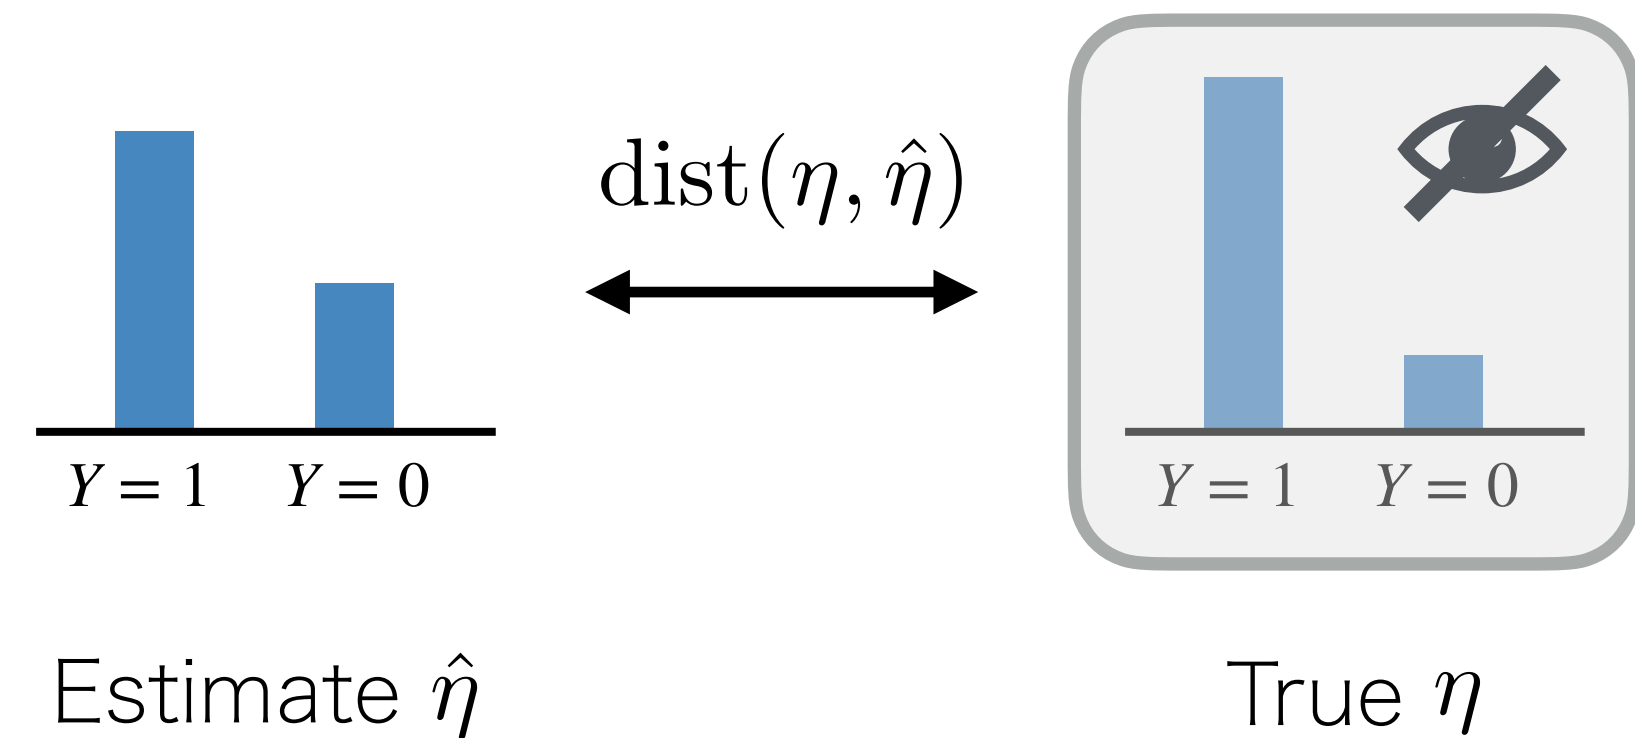 dist(η, η̂)
Y = 1 Y = 0
Y = 1 Y = 0
Estimate η̂
True η